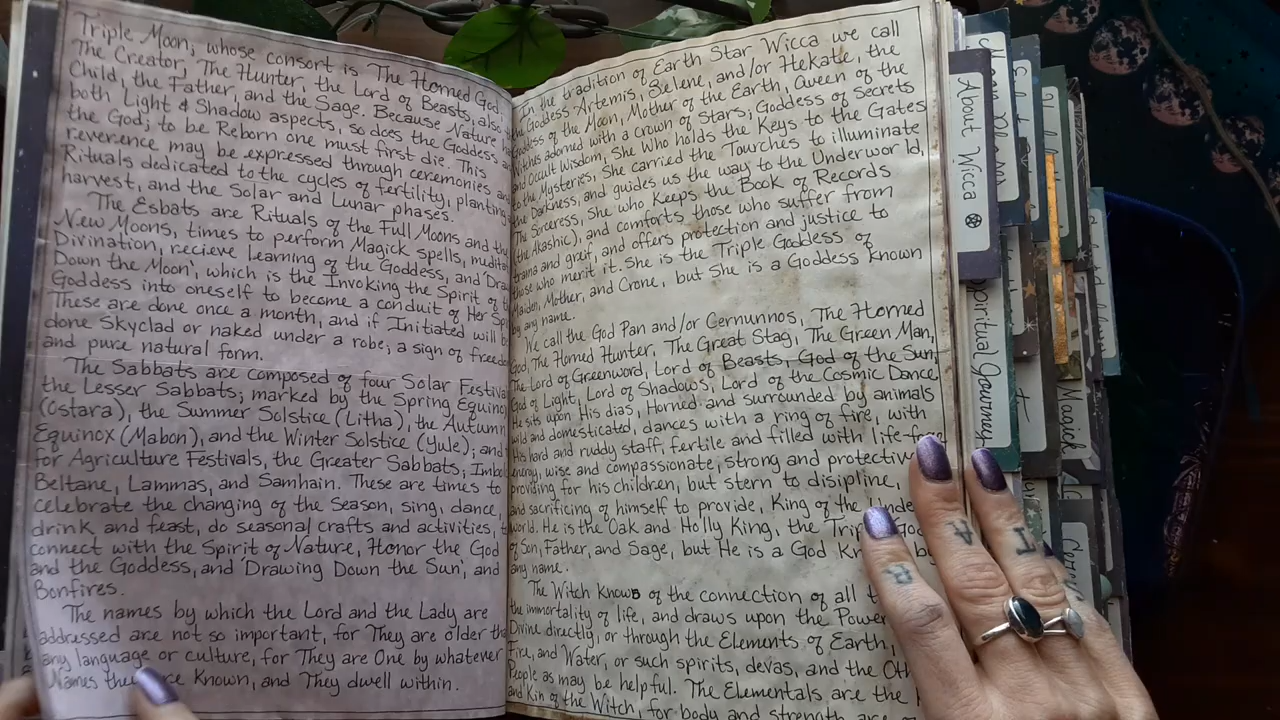 Triple Moon; whose consort is The Horned God
The Creator, The Hunter, the Lord of Beasts, also
Child, the Father, and the Sage. Because Nature
both Light & Shadow aspects, so does the Goddess
the God; to be Reborn one must first die. This
reverence may be expressed through ceremonies and
Rituals dedicated to the cycles of fertility, planting
harvest, and the Solar and Lunar phases.
The Esbats are Rituals of the Full Moons and the
New Moons, times to perform Magick Spells, meditat
Divination, recieve learning of the Goddess, and 'Draw
Down the Moon', which is the Invoking the Spirit of
Goddess into oneself to become a conduit of Her Spi
These are done once a month, and if Initiated will b
done Skyclad or naked under a robe; a sign of freedo
and pure natural form.
The Sabbats are composed of four Solar Festiva
the Lesser Sabbats; marked by the Spring Equinox
(Ostara), the Summer Solstice (Litha), the Autumn
Equinox (Mabon), and the Winter Solstice (Yule); and
for Agriculture Festivals, the Greater Sabbats; Imbo
Beltane, Lammas, and Samhain. These are times to
celebrate the changing of the Season, sing, dance,
drink, and feast, do seasonal crafts and activities,
connect with the Spirit of Nature, Honor the God
and the Goddess, and 'Drawing Down the Sun', and
Bonfires.
The names by which the Lord and the Lady are
addressed are not so important, for They are older th
any language or culture, for They are One by whatever
Names they are Known, and They dwell within.
In the tradition of Earth Star Wicca we call
the Goddess Artemis, Selene, and/or Hekate, the
Goddess of the Moon, Mother of the Earth, Queen of the
Witches adorned with a crown of Stars; Goddess of Secrets
and Occult Wisdom, She Who holds the Keys to the Gates
to the Mysteries, She carried the Tourches to illuminate
the Darkness, and guides us the way to the Underworld,
The Sorceress, She who Keeps the Book of Records
(Akashic), and comforts those who suffer from
trauma and greif, and offers protection and justice to
those who merit it. She is the Triple Goddess of
Maiden, Mother, and Crone, but She is a Goddess Known
by any name.
We call the God Pan and/or Cernunnos, The Horned
God, The Horned Hunter, The Great Stag, The Green Man,
The Lord of Greenword, Lord of Beasts, God of the Sun,
God of Light, Lord of Shadows, Lord of the Cosmic Dance
He sits upon His dias, Horned and surrounded by animals
wild and domesticated, dances with a ring of fire, with
His hard and ruddy staff, fertile and filled with life-
energy, wise and compassionate, strong and protective
providing for his children, but stern to disipline,
and sacrificing of himself to provide, King of the Unde
world. He is the Oak and Holly King, the Trip God
of Son, Father, and Sage, but He is a God Kn by
any name.
The Witch Knows of the connection of all t
the immortality of life, and draws upon the Power
Divine directly, or through the Elements of Earth,
Fire, and Water, or such spirits, devas, and the Oth
People as may be helpful. The Elementals are the
and Kin of the Witch, for body and strength are of
About Wicca
Spiritual Journey
Magick
A
L